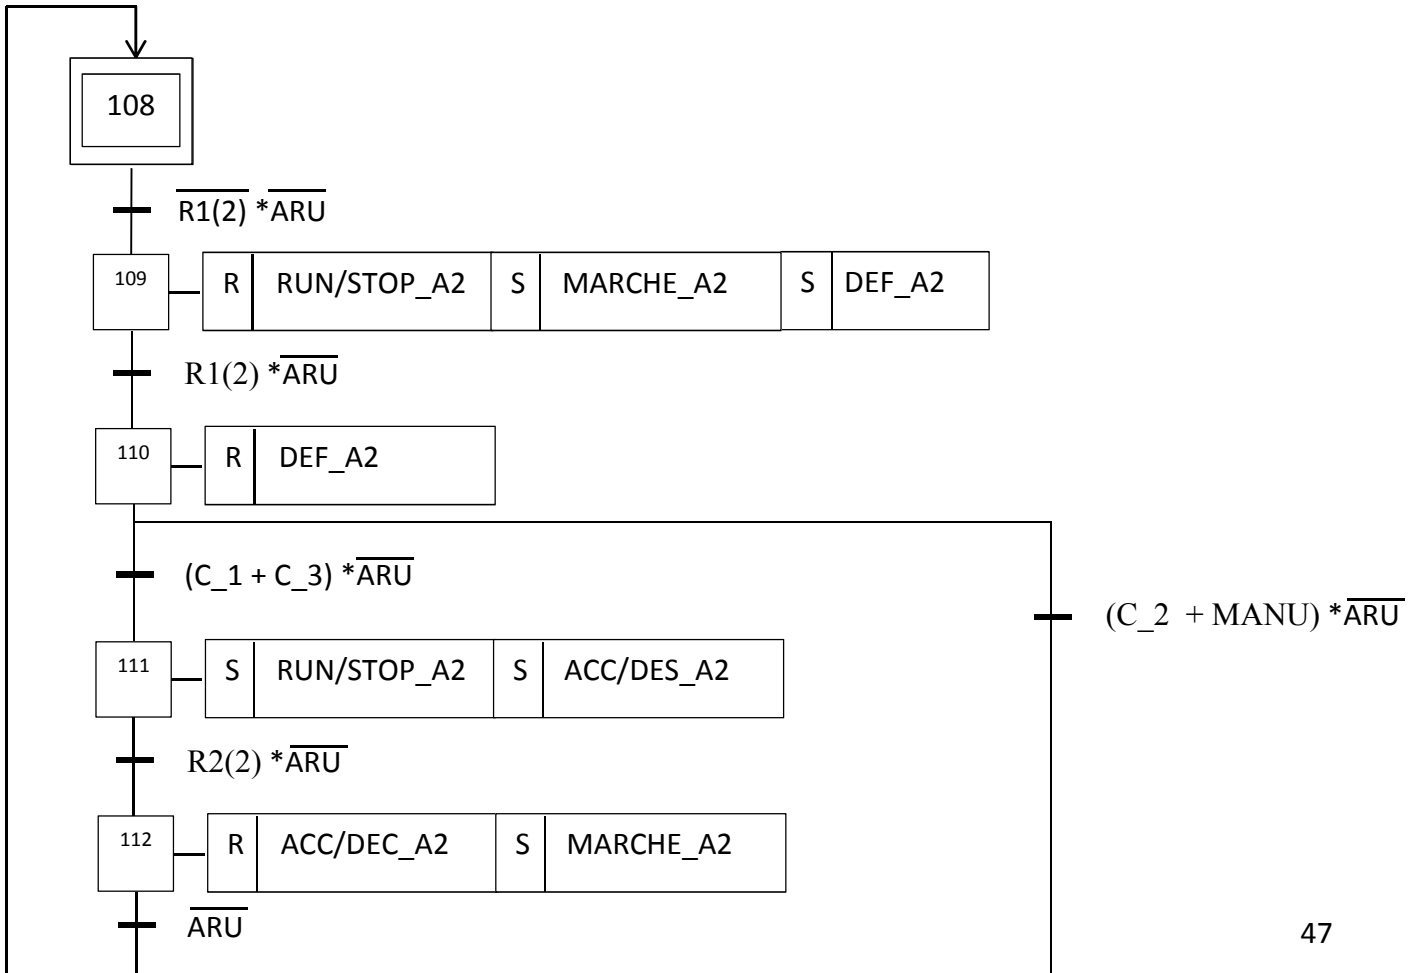 108
R1(2) *ARU
109 R RUN/STOP_A2 S MARCHE_A2 S DEF_A2
R1(2) *ARU
110 R DEF_A2
(C_1 + C_3) *ARU
(C_2 + MANU) *ARU
111 S RUN/STOP_A2 S ACC/DES_A2
R2(2) *ARU
112 R ACC/DEC_A2 S MARCHE_A2
ARU
47